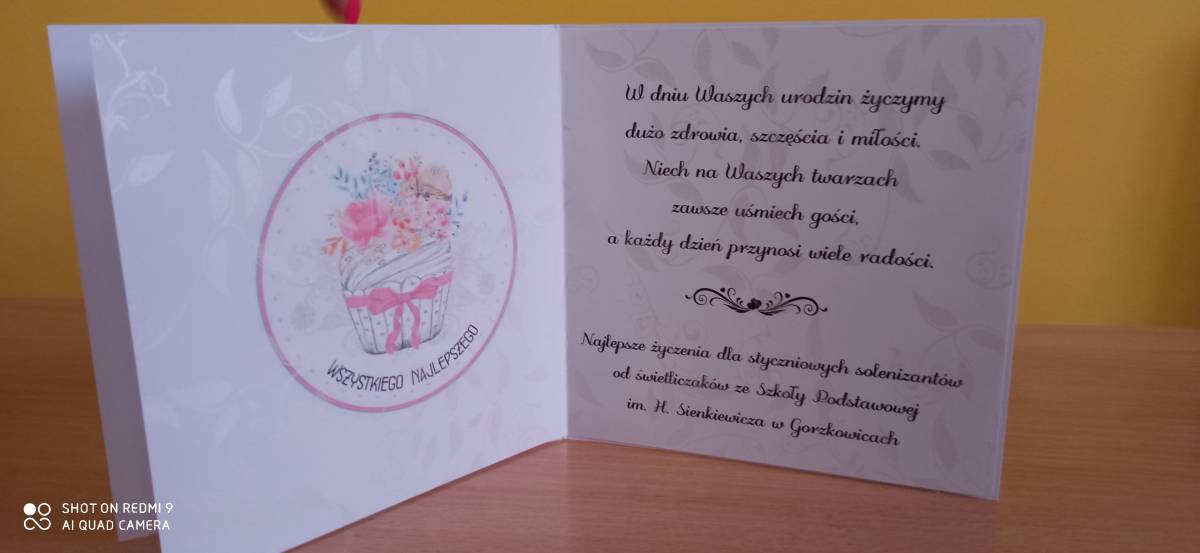 WSZYSTKIEGO NAJLEPSZEGO
W dniu Waszych urodzin życzymy
dużo zdrowia, szczęścia i miłości.
Niech na Waszych twarzach
zawsze uśmiech gości,
a każdy dzień przynosi wiele radości.
Najlepsze życzenia dla styczniowych solenizantów
od świetliczaków ze Szkoły Podstawowej
im. H. Sienkiewicza w Gorzkowicach
SHOT ON REDMI 9
AI QUAD CAMERA